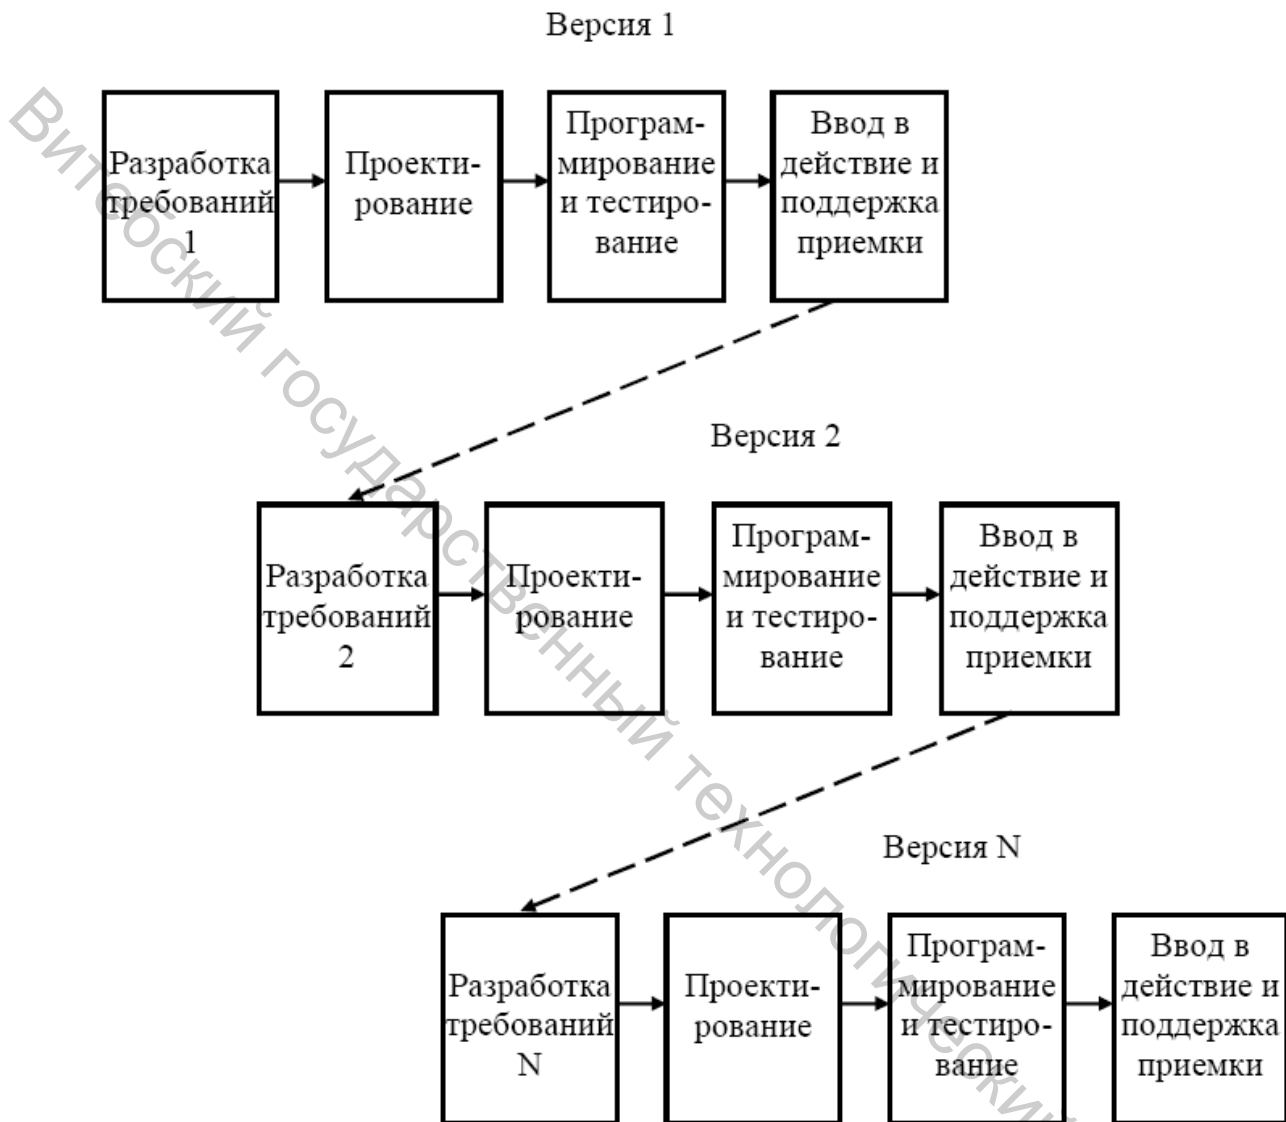 Версия 1
Разработка
требований
1
Проекти-
рование
Програм-
мирование
и тестиро-
вание
Ввод в
действие и
поддержка
приемки
Версия 2
Разработка
требований
2
Проекти-
рование
Програм-
мирование
и тестиро-
вание
Ввод в
действие и
поддержка
приемки
Версия N
Разработка
требований
N
Проекти-
рование
Програм-
мирование
и тестиро-
вание
Ввод в
действие и
поддержка
приемки
Витебский государственный технологический